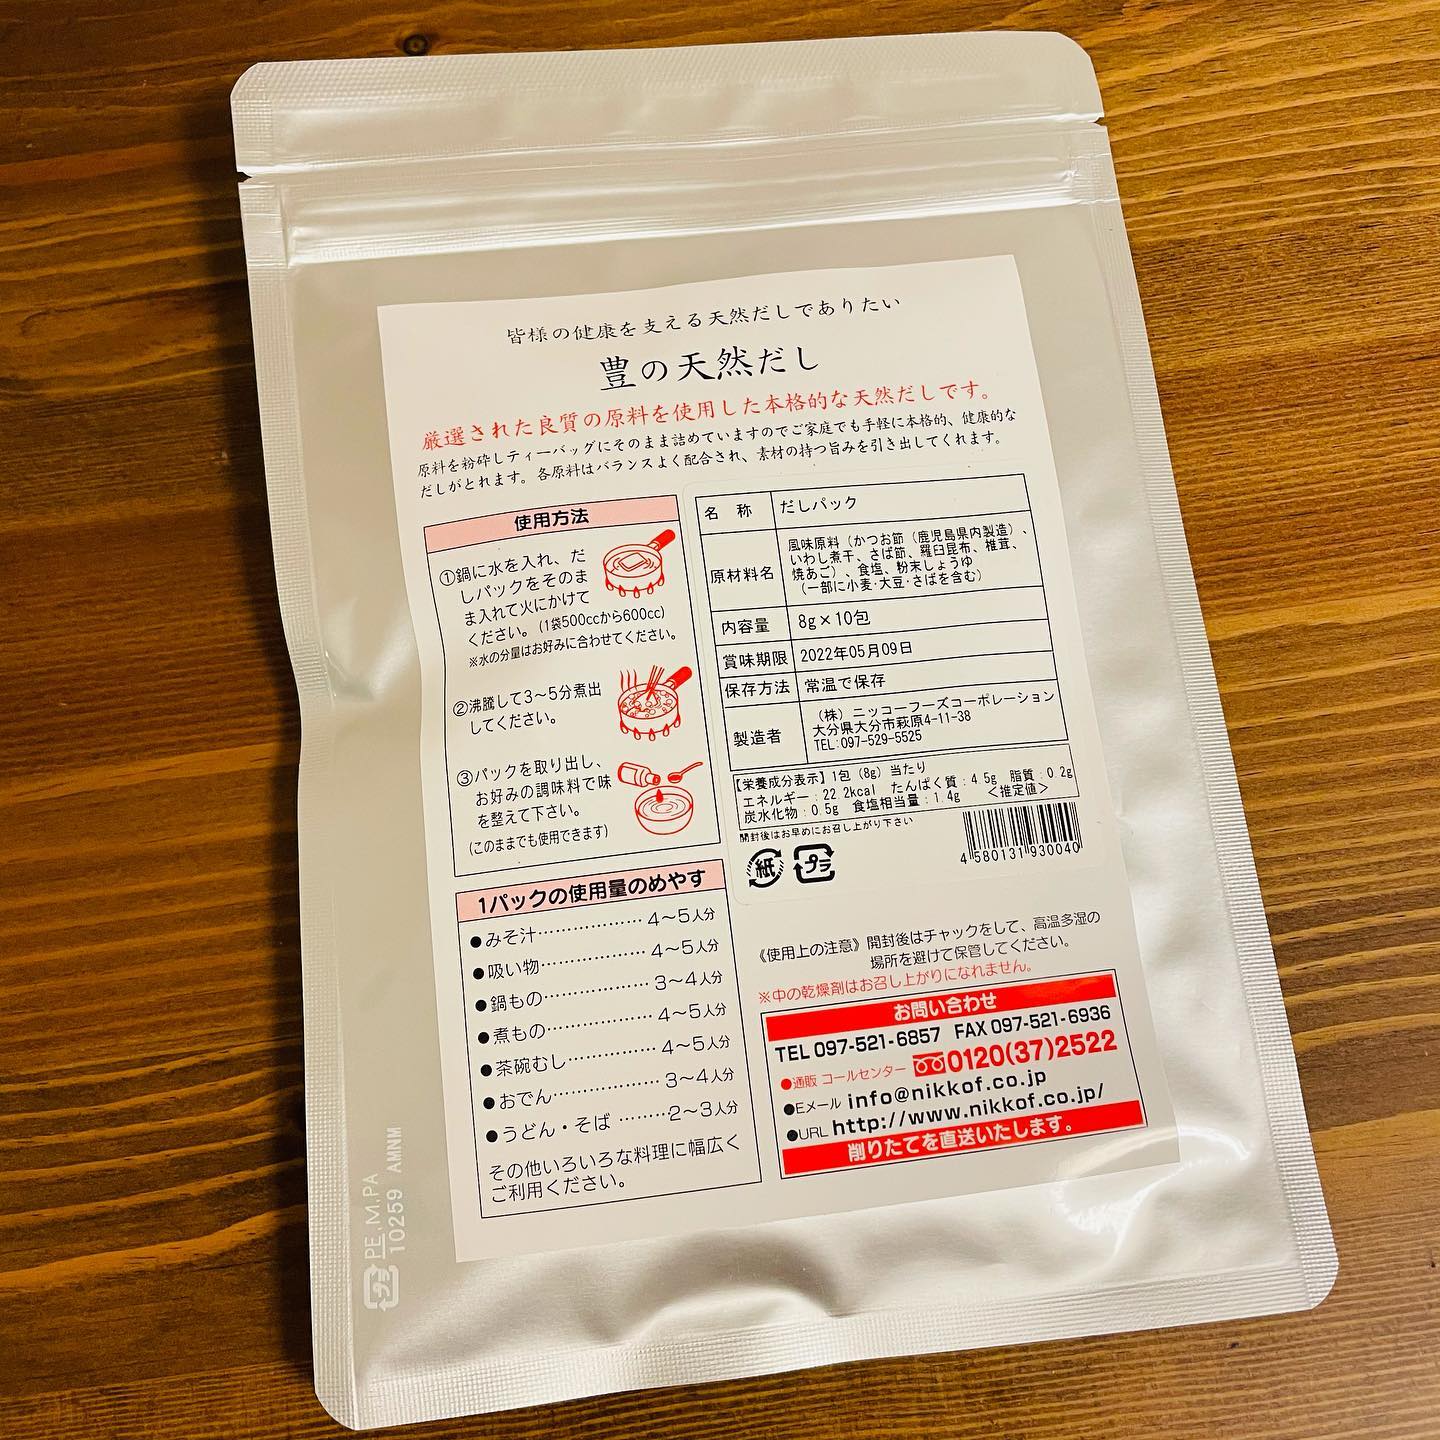 皆様の健康を支える天然だしでありたい
豊の天然だし
厳選された良質の原料を使用した本格的な天然だしです。
原料を粉砕しティーバッグにそのまま詰めていますのでご家庭でも手軽に本格的、健康的な
だしがとれます。各原料はバランスよく配合され、素材の持つ旨みを引き出してくれます。
使用方法
①鍋に水を入れ、だ
しパックをそのま
ま入れて火にかけて
ください。(1袋500ccから600cc)
※水の分量はお好みに合わせてください。
②沸騰して3〜5分煮出
してください。
③パックを取り出し、
お好みの調味料で味
を整えて下さい。
(このままでも使用できます)
1パックの使用量のめやす
●みそ汁……………… 4〜5人分
●吸い物……………… 4〜5人分
●鍋もの……………… 3〜4人分
●煮もの……………… 4〜5人分
●茶碗むし…………… 4〜5人分
●おでん……………… 3〜4人分
●うどん・そば ………2〜3人分
その他いろいろな料理に幅広く
ご利用ください。
名 称 だしパック
原材料名 風味原料（かつお節（鹿児島県内製造）、
いわし煮干、さば節、羅臼昆布、椎茸、
焼あご）、食塩、粉末しょうゆ
（一部に小麦・大豆・さばを含む）
内容量 8g×10包
賞味期限 2022年05月09日
保存方法 常温で保存
製造者 （株）ニッコーフーズコーポレーション
大分県大分市萩原4-11-38
TEL:097-529-5525
【栄養成分表示】1包（8g）当たり
エネルギー：22.2kcal たんぱく質：4.5g 脂質：0.2g
炭水化物：0.5g 食塩相当量：1.4g ＜推定値＞
開封後はお早めにお召し上がり下さい
紙 プラ
4 580131 930040
《使用上の注意》開封後はチャックをして、高温多湿の
場所を避けて保管してください。
※中の乾燥剤はお召し上がりになれません。
お問い合わせ
TEL 097-521-6857 FAX 097-521-6936
●通販 コールセンター 0120(37)2522
●Eメール info@nikkof.co.jp
●URL http://www.nikkof.co.jp/
削りたてを直送いたします。
プラ PE,M,PA
10259 AMNM